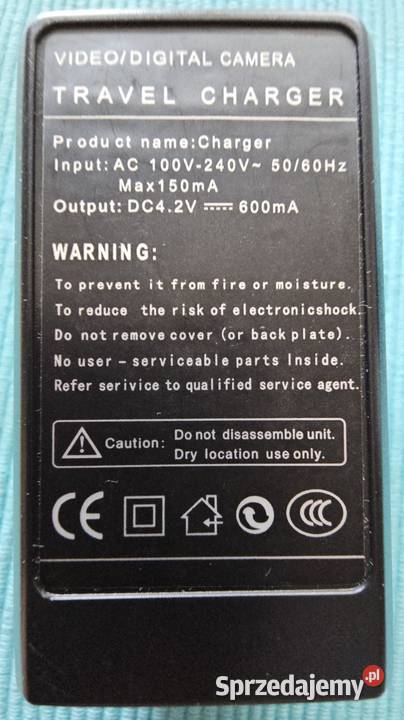 VIDEO/DIGITAL CAMERA
TRAVEL CHARGER
Product name:Charger
Input: AC 100V-240V~ 50/60Hz
Max150mA
Output: DC4.2V ⎓ 600mA
WARNING:
To prevent it from fire or moisture.
To reduce the risk of electronicshock.
Do not remove cover (or back plate).
No user – serviceable parts Inside.
Refer serivice to qualified service agent.
Caution: Do not disassemble unit.
Dry location use only.
CE CCC
Sprzedajemy.pl